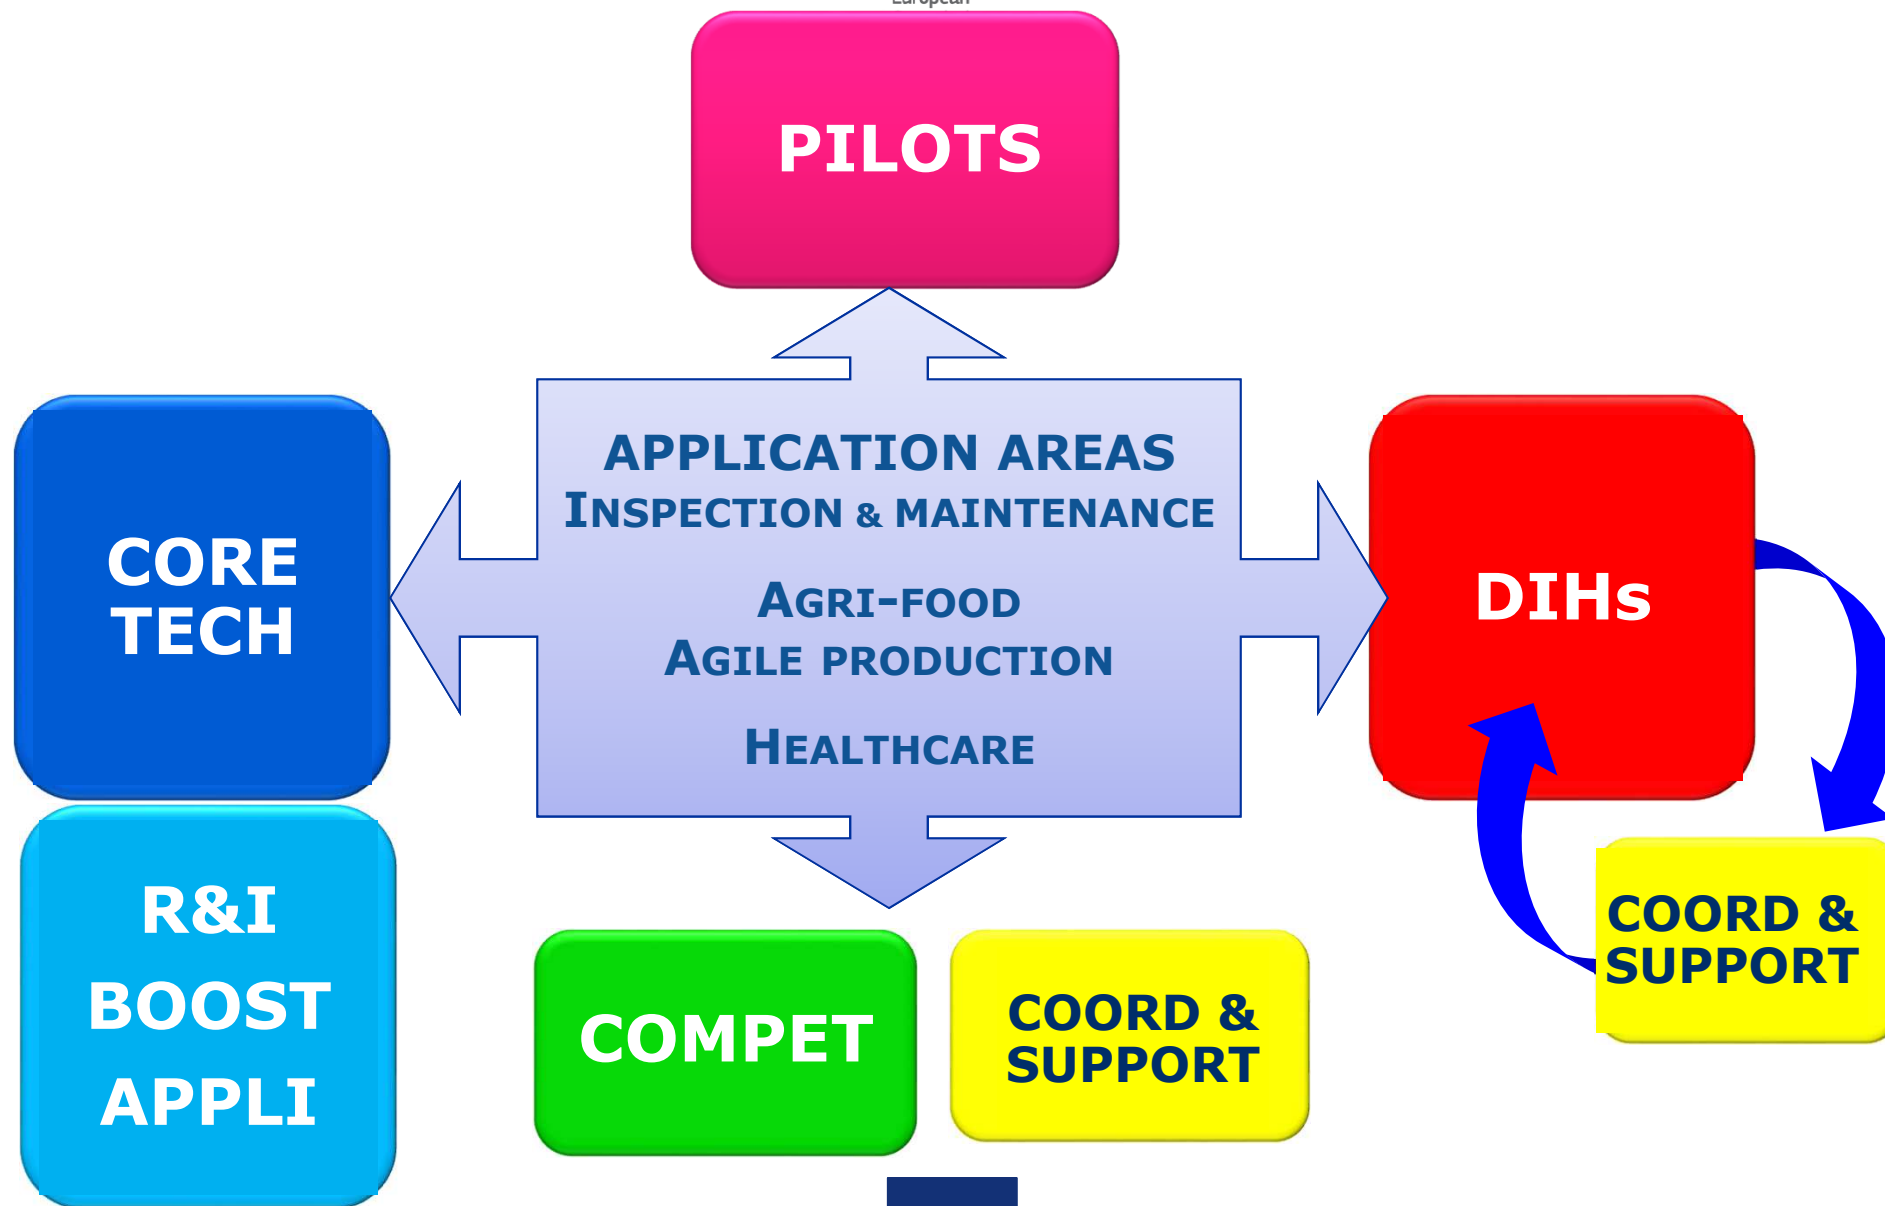 European
PILOTS
APPLICATION AREAS
INSPECTION & MAINTENANCE
AGRI-FOOD
AGILE PRODUCTION
HEALTHCARE
CORE
TECH
DIHs
R&I
BOOST
APPLI
COMPET
COORD &
SUPPORT
COORD &
SUPPORT